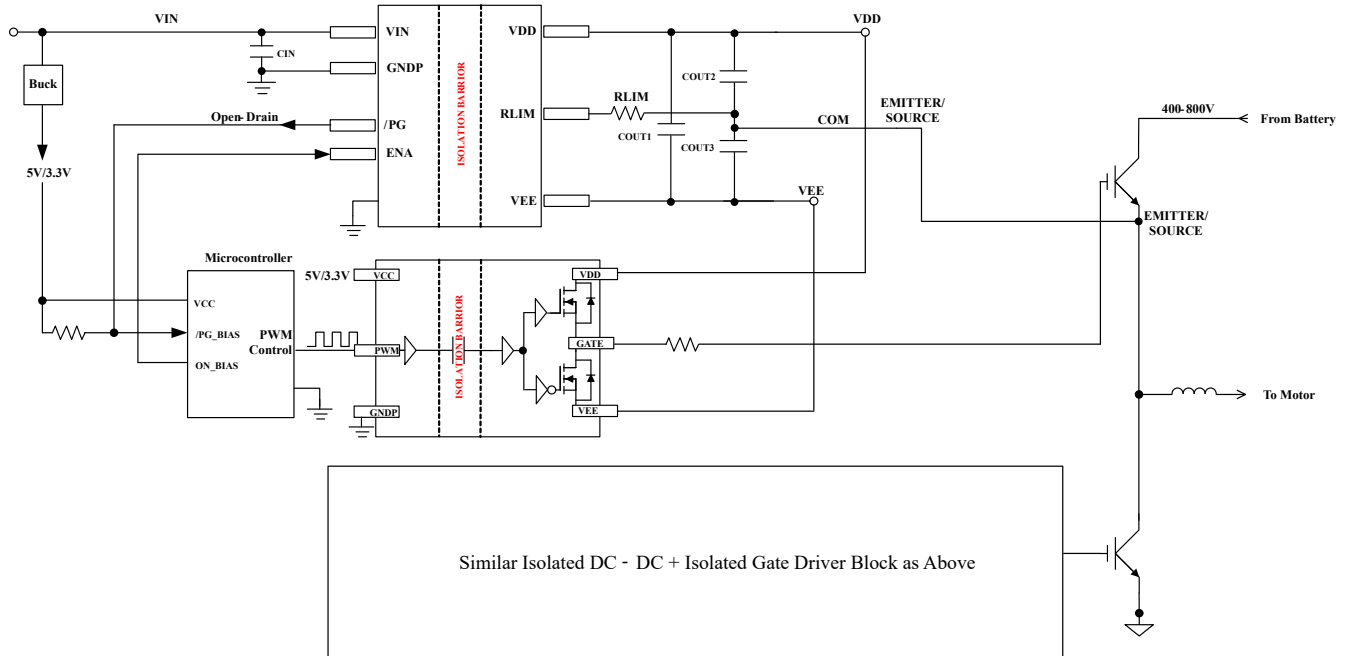 VIN
VDD
VIN
VDD
CIN
GNDP
COUT2
Buck
ISOLATION BARRIER
RLIM
RLIM
EMITTER/
SOURCE
400-800V
From Battery
Open- Drain
/PG
COM
COUT1
COUT3
ENA
5V/3.3V
VEE
VEE
EMITTER/
SOURCE
Microcontroller
5V/3.3V
VCC
VDD
VCC
ISOLATION BARRIER
/PG_BIAS
PWM
Control
PWM
GATE
ON_BIAS
GNDP
VEE
To Motor
Similar Isolated DC - DC + Isolated Gate Driver Block as Above